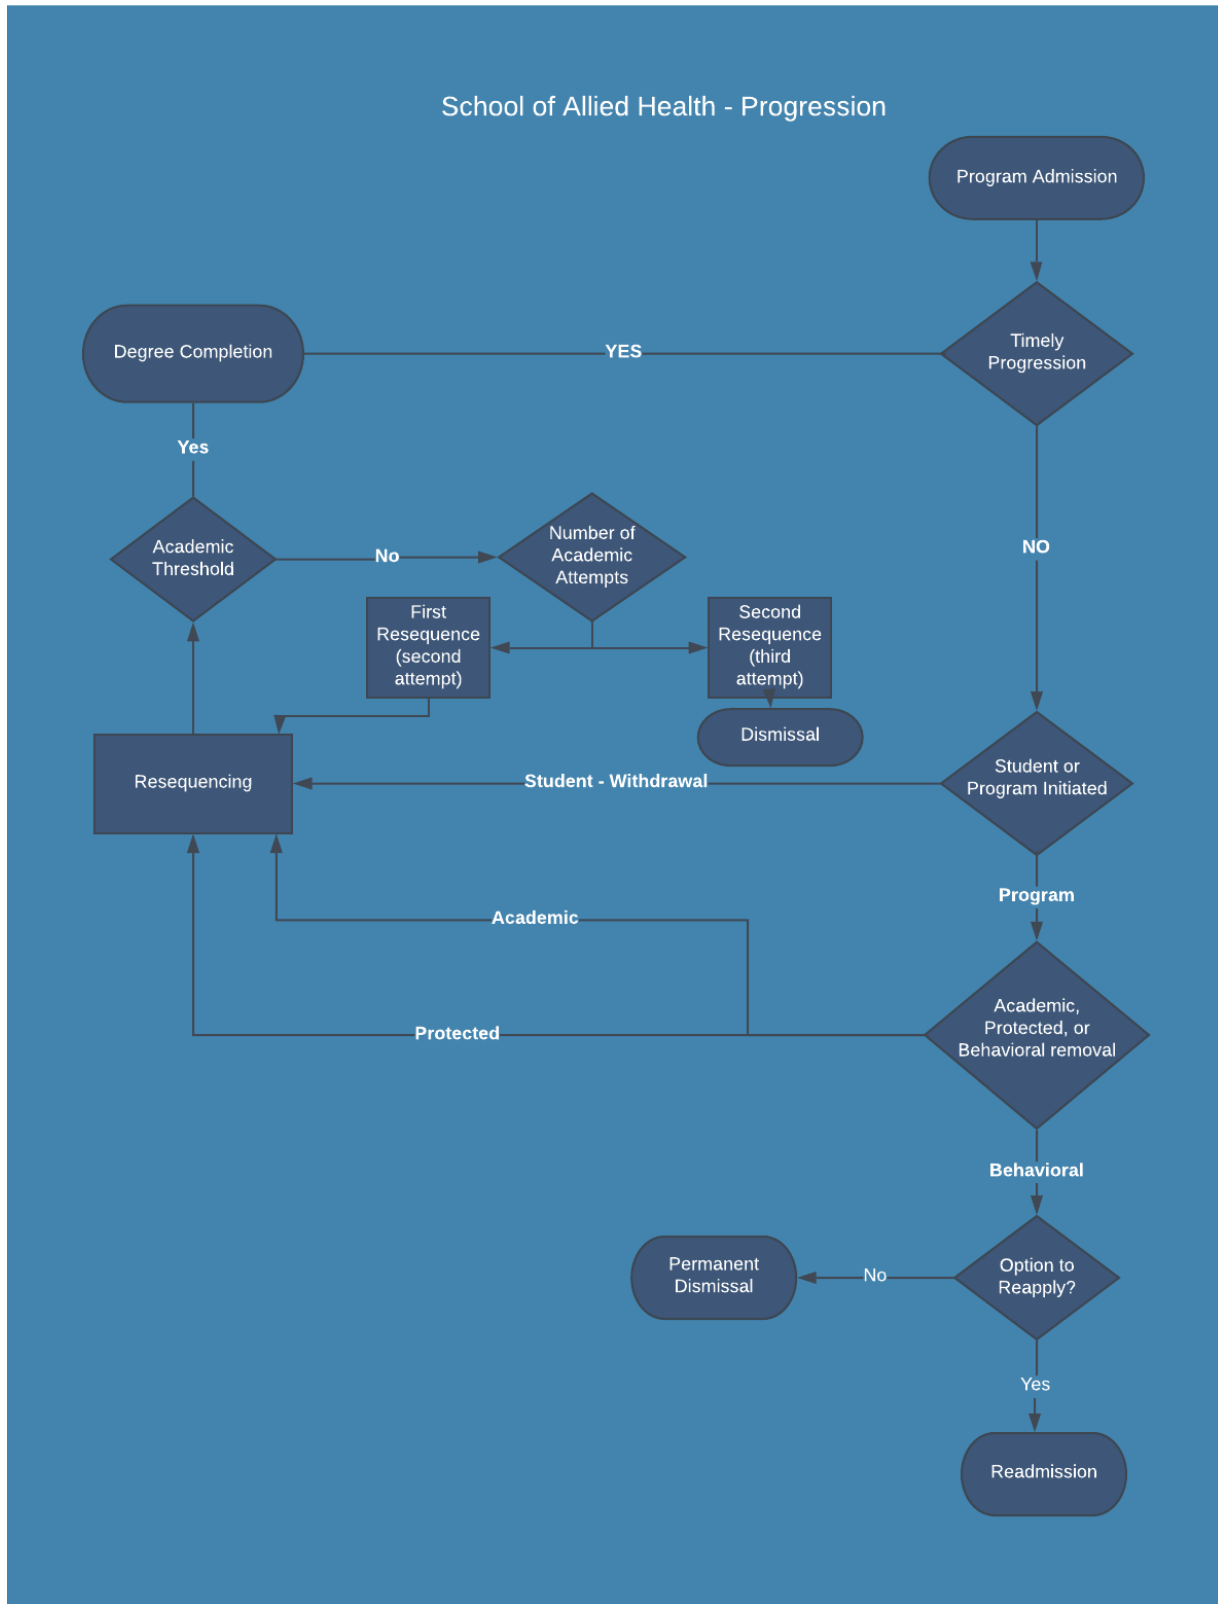 School of Allied Health - Progression
Program Admission
Timely
Progression
YES
Degree Completion
Yes
Academic
Threshold
No
Number of
Academic
Attempts
First
Resequence
(second
attempt)
Second
Resequence
(third
attempt)
Dismissal
NO
Student or
Program Initiated
Student - Withdrawal
Resequencing
Program
Academic,
Protected, or
Behavioral removal
Academic
Protected
Behavioral
Option to
Reapply?
No
Permanent
Dismissal
Yes
Readmission